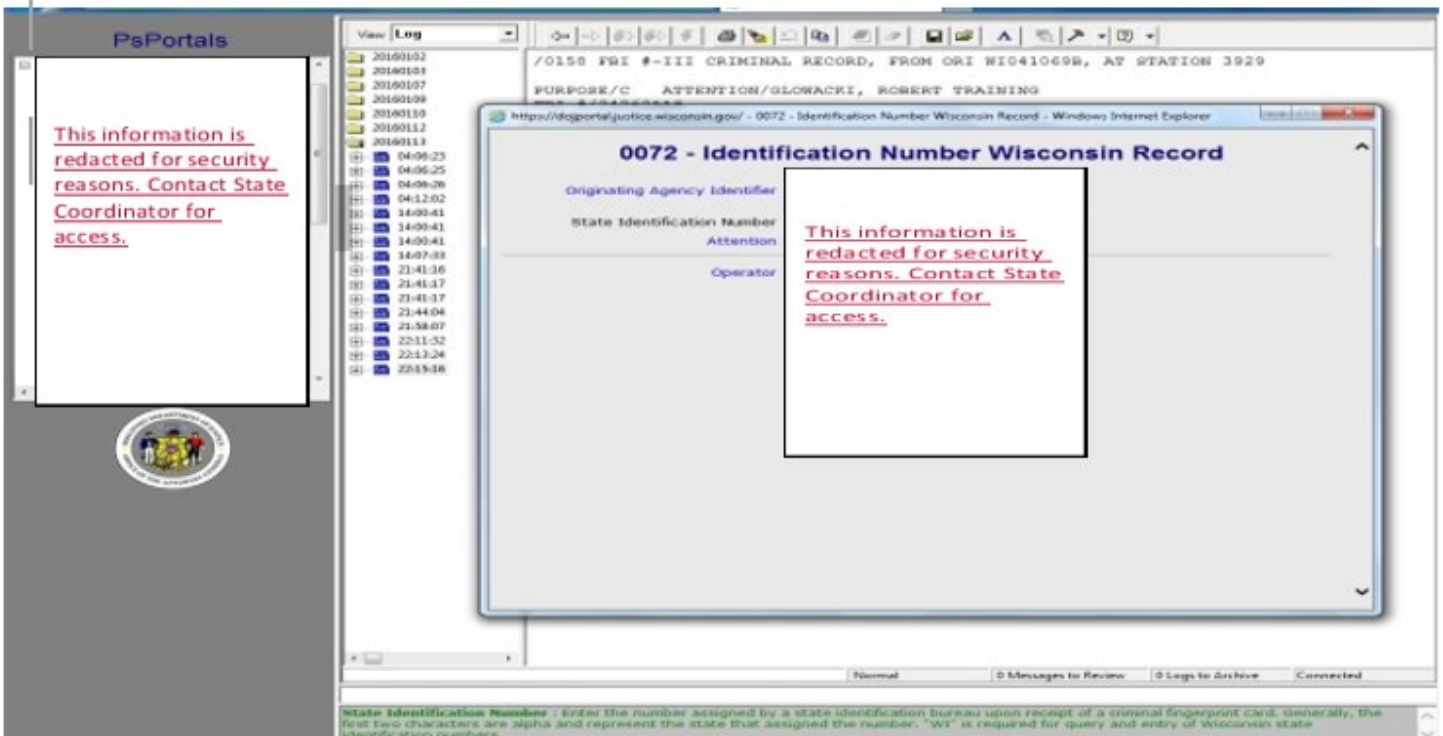 PsPortals
This information is
redacted for security
reasons. Contact State
Coordinator for
access.
View Log
20160102
20160103
20160107
20160109
20160110
20160112
20160113
04:06:23
04:06:25
04:06:26
04:12:02
14:00:41
14:00:41
14:00:41
14:07:33
21:41:16
21:41:17
21:41:17
21:44:04
21:58:07
22:11:32
22:13:24
22:15:16
/0158 FBI #-III CRIMINAL RECORD, FROM ORI WI041069B, AT STATION 3929
PURPOSE/C ATTENTION/GLOWACKI, ROBERT TRAINING
https://dojportal.justice.wisconsin.gov/ - 0072 - Identification Number Wisconsin Record - Windows Internet Explorer
0072 - Identification Number Wisconsin Record
Originating Agency Identifier
State Identification Number
Attention
Operator
This information is
redacted for security
reasons. Contact State
Coordinator for
access.
Normal 0 Messages to Review 0 Logs to Archive Connected
State Identification Number : Enter the number assigned by a state identification bureau upon receipt of a criminal fingerprint card. Generally, the
first two characters are alpha and represent the state that assigned the number. "WI" is required for query and entry of Wisconsin state
identification numbers